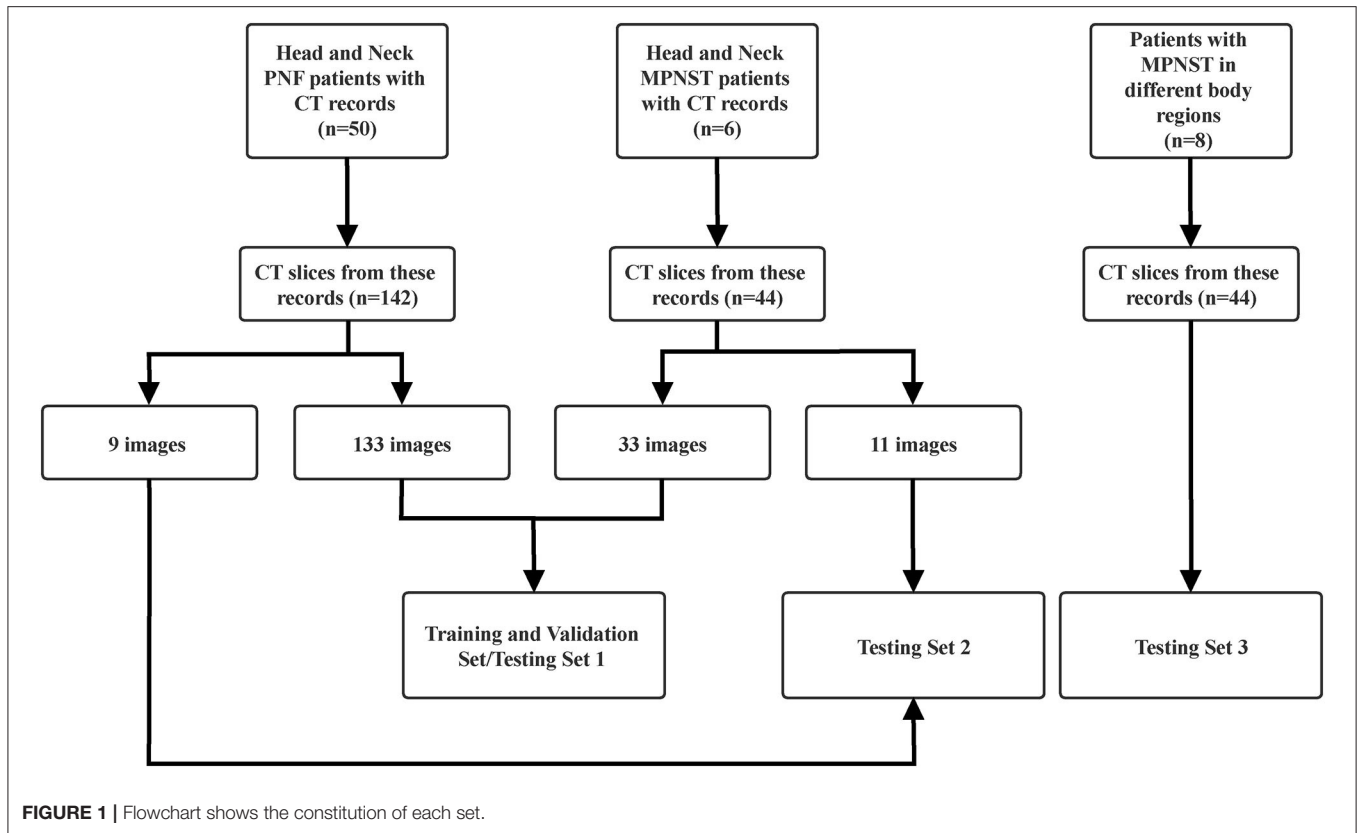 Head and Neck
PNF patients with
CT records
(n=50)
Head and Neck
MPNST patients
with CT records
(n=6)
Patients with
MPNST in
different body
regions
(n=8)
CT slices from these
records (n=142)
CT slices from these
records (n=44)
CT slices from these
records (n=44)
9 images
133 images
33 images
11 images
Training and Validation
Set/Testing Set 1
Testing Set 2
Testing Set 3
FIGURE 1 | Flowchart shows the constitution of each set.